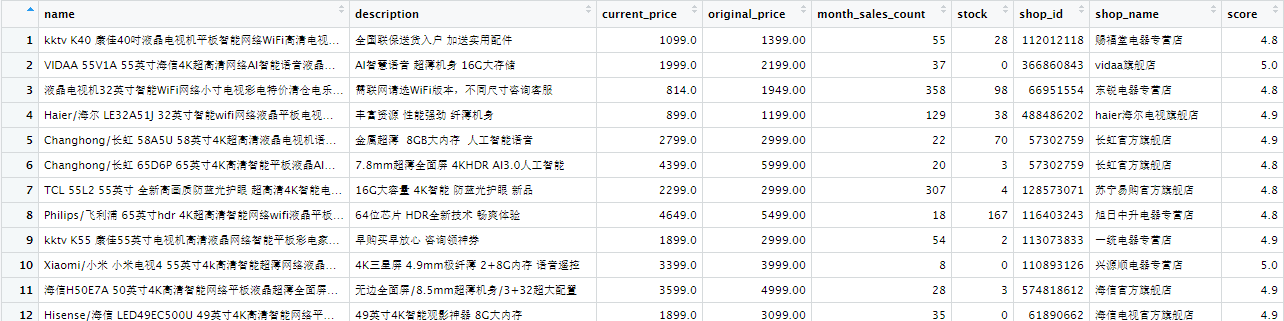 name description current_price original_price month_sales_count stock shop_id shop_name score
1 kktv K40 康佳40吋液晶电视机平板智能网络WiFi高清电视... 全国联保送货入户 加送实用配件 1099.0 1399.00 55 28 112012118 赐福堂电器专营店 4.8
2 VIDAA 55V1A 55英寸海信4K超高清网络AI智能语音液晶... AI智慧语音 超薄机身 16G大存储 1999.0 2199.00 37 0 366860843 vidaa旗舰店 5.0
3 液晶电视机32英寸智能WiFi网络小寸电视彩电特价清仓电乐... 需联网请选WiFi版本，不同尺寸咨询客服 814.0 1949.00 358 98 66951554 东锐电器专营店 4.8
4 Haier/海尔 LE32A51J 32英寸智能wifi网络液晶平板电视... 丰富资源 性能强劲 纤薄机身 899.0 1199.00 129 38 488486202 haier海尔电视旗舰店 4.9
5 Changhong/长虹 58A5U 58英寸4K超高清液晶电视机语... 金属超薄 8GB大内存 人工智能语音 2799.0 2999.00 22 70 57302759 长虹官方旗舰店 4.8
6 Changhong/长虹 65D6P 65英寸4K高清智能平板液晶AI... 7.8mm超薄全面屏 4KHDR AI3.0人工智能 4399.0 5999.00 20 3 57302759 长虹官方旗舰店 4.8
7 TCL 55L2 55英寸 全新高画质防蓝光护眼 超高清4K智能电... 16G大容量 4K智能 防蓝光护眼 新品 2299.0 2999.00 307 4 128573071 苏宁易购官方旗舰店 4.8
8 Philips/飞利浦 65英寸hdr 4K超高清智能网络wifi液晶平板... 64位芯片 HDR全新技术 畅爽体验 4649.0 5499.00 18 167 116403243 旭日中升电器专营店 4.8
9 kktv K55 康佳55英寸电视机高清液晶网络智能平板彩电家... 早购买早放心 咨询领神券 1899.0 2999.00 54 2 113073833 一统电器专营店 4.9
10 Xiaomi/小米 小米电视4 55英寸4k高清智能超薄网络液晶... 4K三星屏 4.9mm极纤薄 2+8G内存 语音遥控 3399.0 3999.00 8 0 110893126 兴源顺电器专营店 5.0
11 海信H50E7A 50英寸4K高清智能网络平板液晶超薄全面屏... 无边全面屏/8.5mm超薄机身/3+32超大配置 3599.0 4999.00 28 3 574818612 海信官方旗舰店 4.9
12 Hisense/海信 LED49EC500U 49英寸4K高清智能网络平... 49英寸4K智能观影神器 8G大内存 1899.0 3099.00 35 0 61890662 海信电视官方旗舰店 4.9